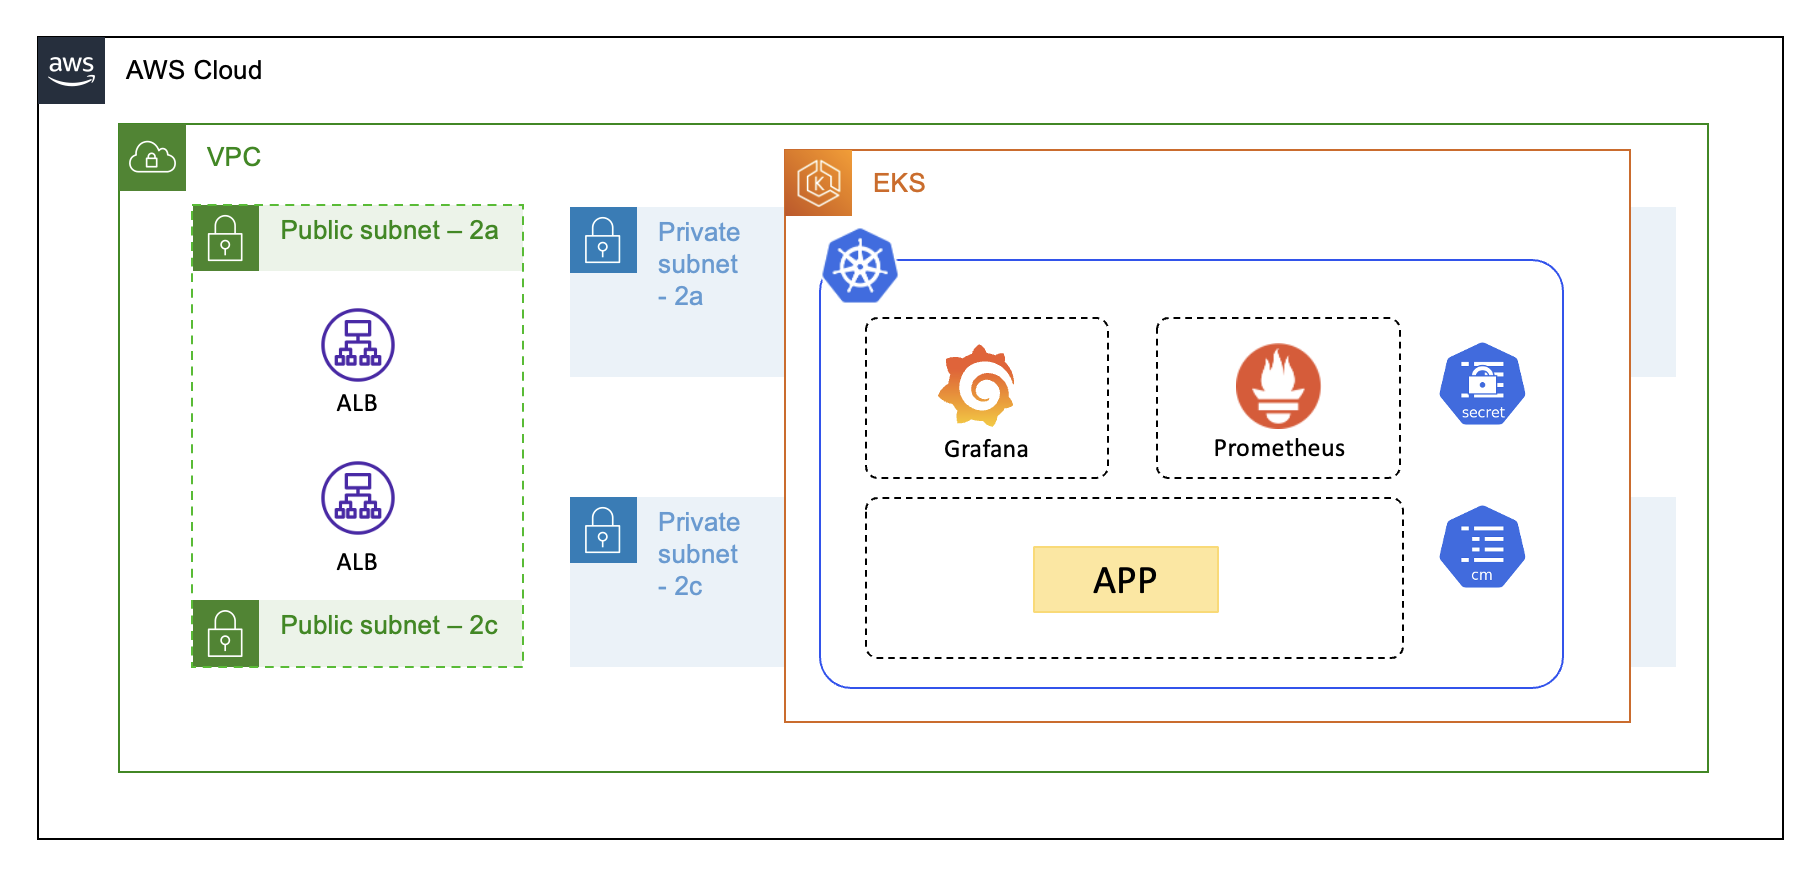 aws
AWS Cloud
VPC
EKS
Public subnet – 2a
Private
subnet
- 2a
ALB
ALB
Public subnet – 2c
Private
subnet
- 2c
K
Grafana
Prometheus
secret
APP
cm